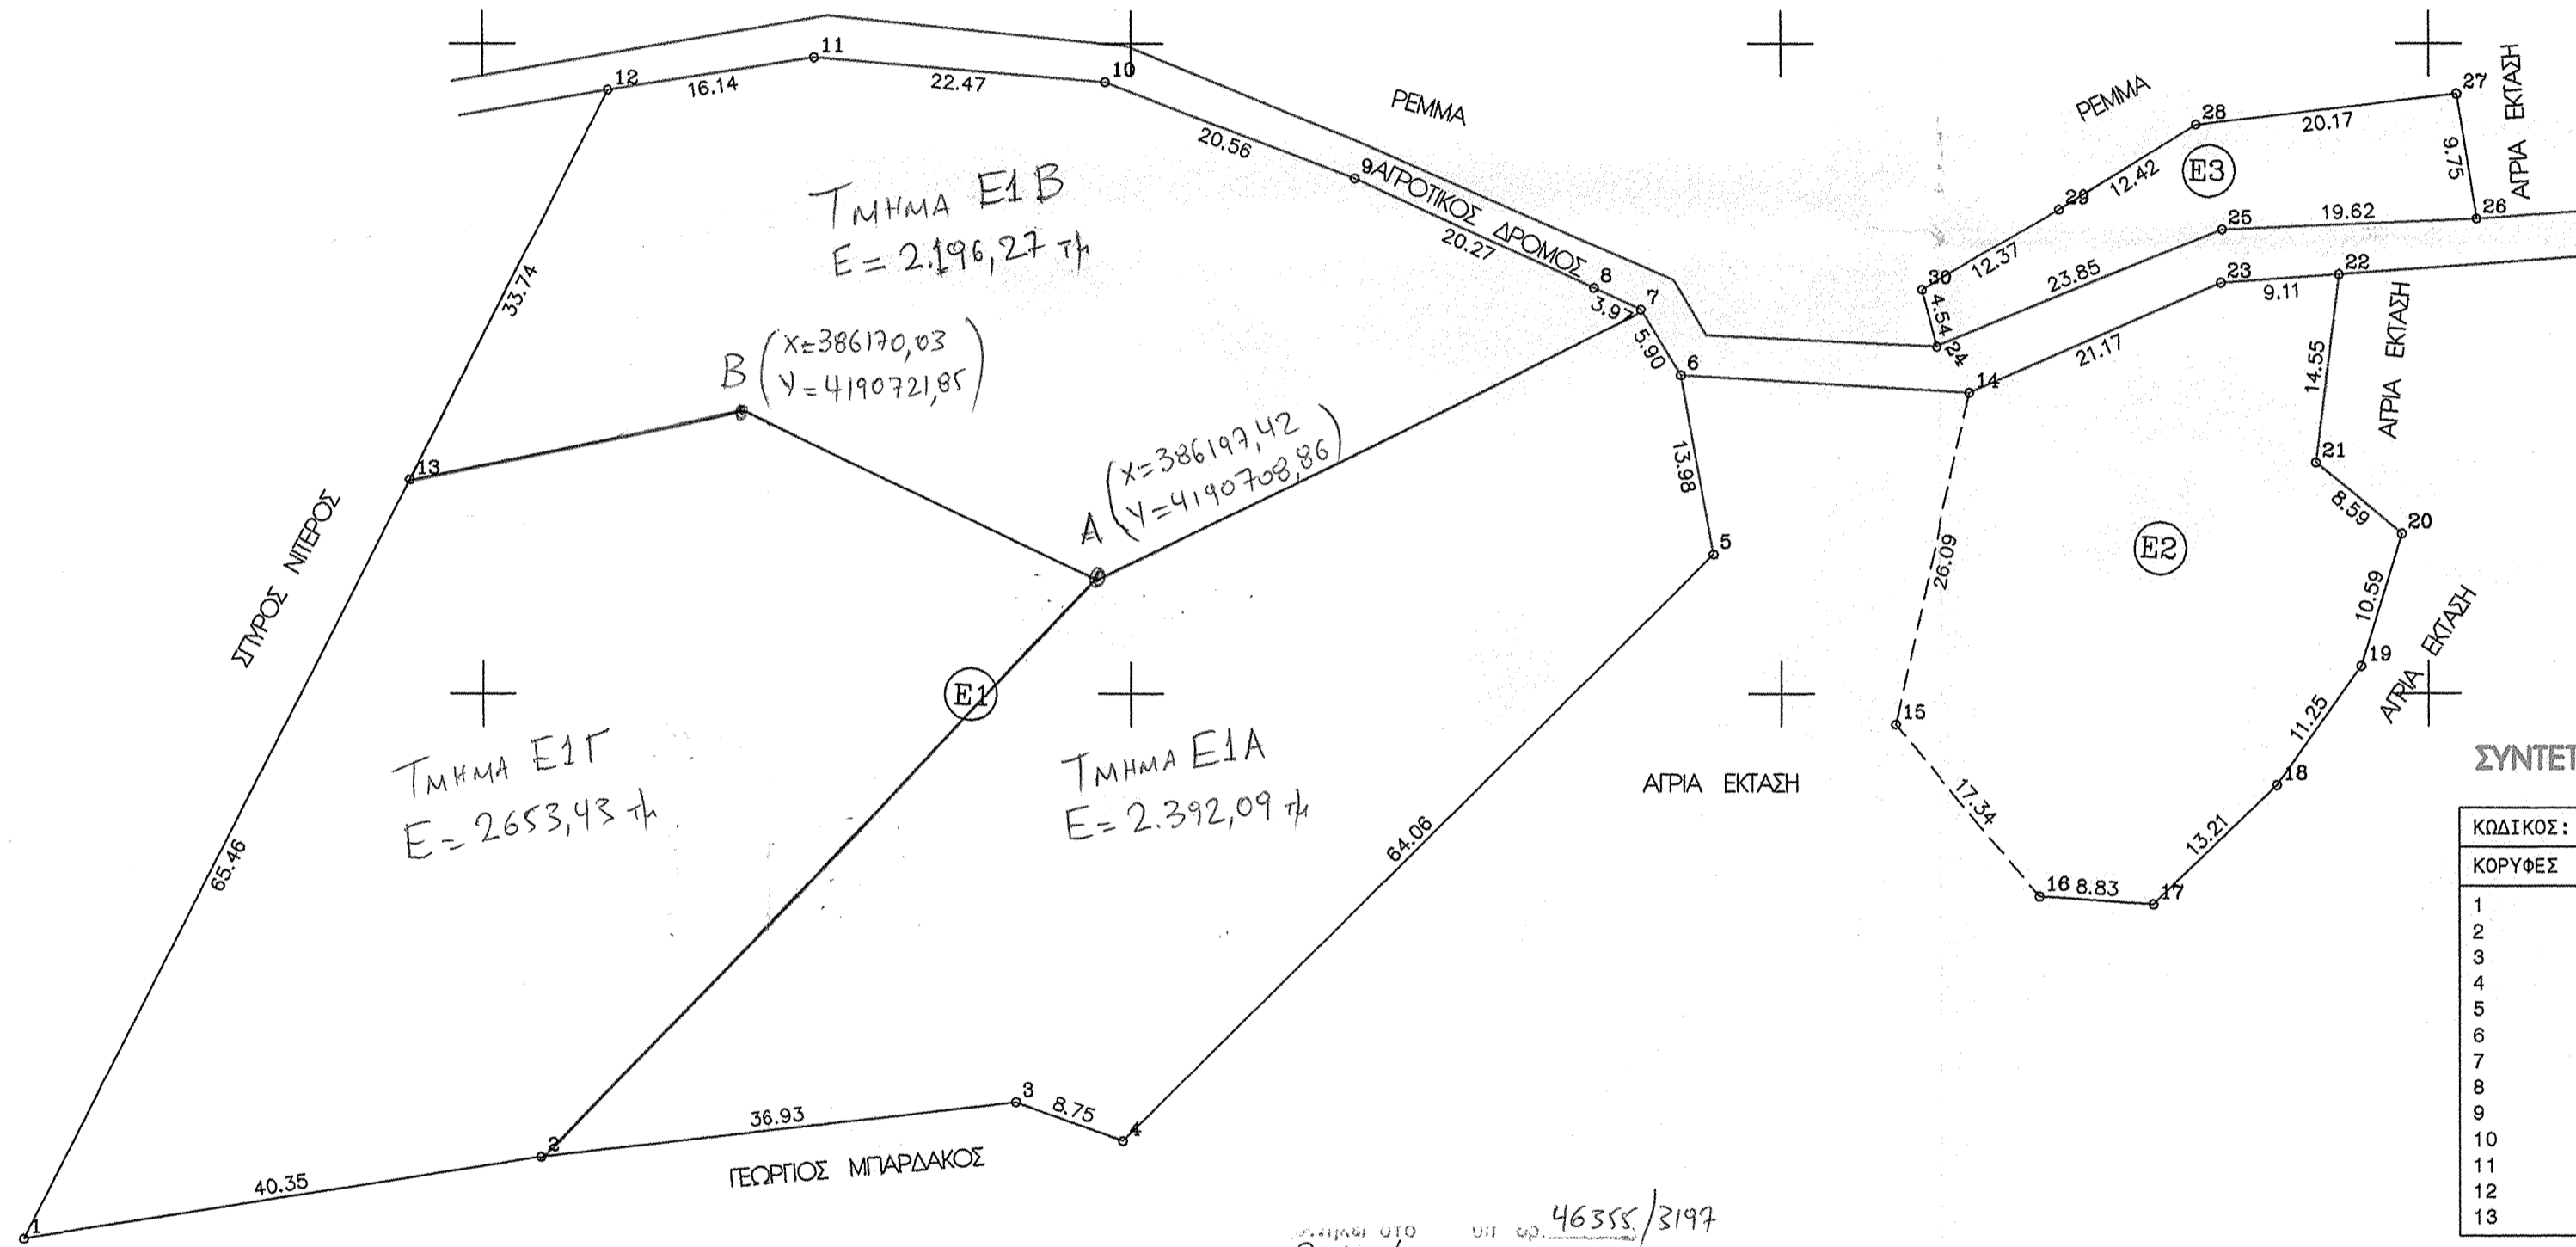 11
12
16.14
22.47
10
ΡΕΜΜΑ
20.56
9
ΑΓΡΟΤΙΚΟΣ ΔΡΟΜΟΣ
20.27
8
3.97
7
5.90
6
13.98
5
ΤΜΗΜΑ Ε1Β
Ε = 2.196,27 τμ
33.74
Β (Χ=386170,03
Υ=4190721,85)
13
Α (Χ=386197,42
Υ=4190708,86)
ΣΠΥΡΟΣ ΝΙΤΕΡΟΣ
Ε1
ΤΜΗΜΑ Ε1Γ
Ε= 2653,43 τμ.
ΤΜΗΜΑ Ε1Α
Ε= 2.392,09 τμ
65.46
64.06
ΑΓΡΙΑ ΕΚΤΑΣΗ
1
40.35
2
36.93
3
8.75
4
ΓΕΩΡΓΙΟΣ ΜΠΑΡΔΑΚΟΣ
46355/3197
ΡΕΜΜΑ
27
28
20.17
Ε3
9.75
ΑΓΡΙΑ ΕΚΤΑΣΗ
29
12.42
25
19.62
26
30
12.37
23.85
4.54
24
23
9.11
22
14
21.17
14.55
ΑΓΡΙΑ ΕΚΤΑΣΗ
21
8.59
20
26.09
Ε2
10.59
19
ΑΓΡΙΑ ΕΚΤΑΣΗ
15
11.25
18
17.34
13.21
16
8.83
17
ΣΥΝΤΕΤ
ΚΩΔΙΚΟΣ:
ΚΟΡΥΦΕΣ
1
2
3
4
5
6
7
8
9
10
11
12
13